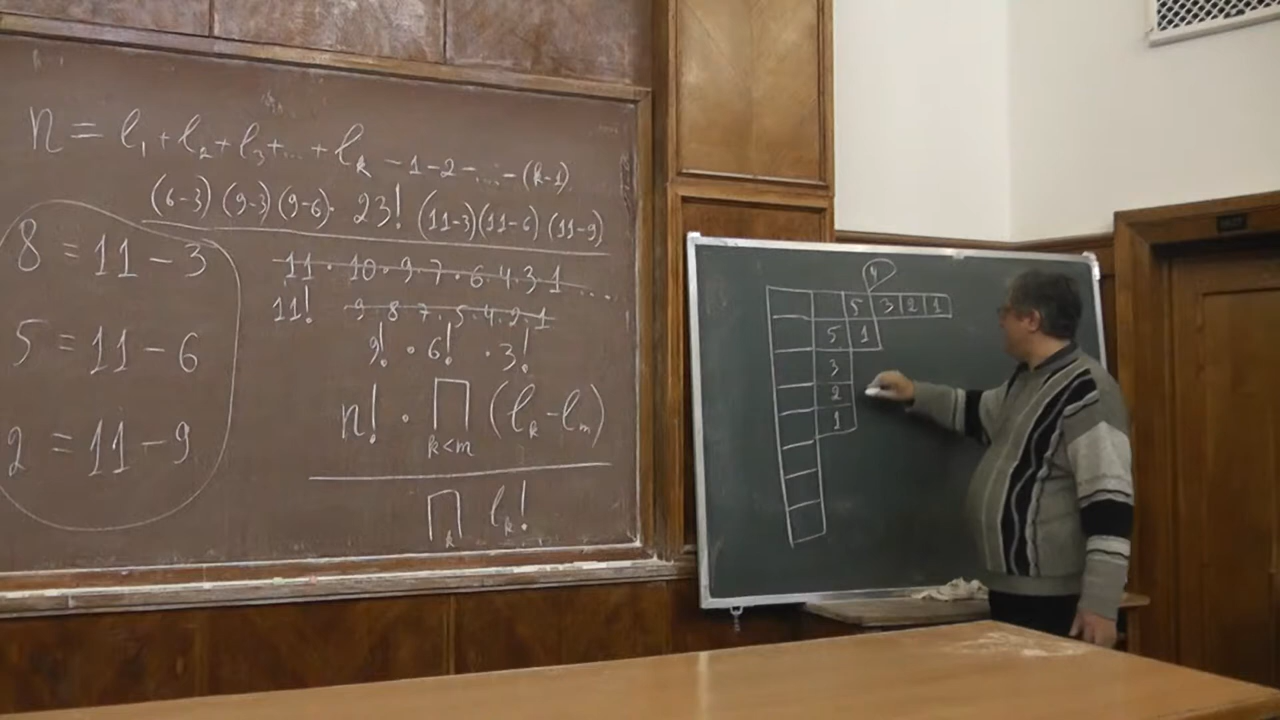 n = l₁ + l₂ + l₃ + ... + lₖ - 1 - 2 - ... - (k-1)
(6-3) (9-3) (9-6) · 23! (11-3) (11-6) (11-9)
8 = 11 - 3
11 · 10 · 9 · 7 · 6 · 4 · 3 · 1 ...
11! 9 · 8 · 7 · 5 · 4 · 2 · 1
5 = 11 - 6
9! · 6! · 3!
n! · ∏ (lₖ - lₘ)
k<m
2 = 11 - 9
∏ lₖ!
k
4
5 3 2 1
5 1
3
2
1